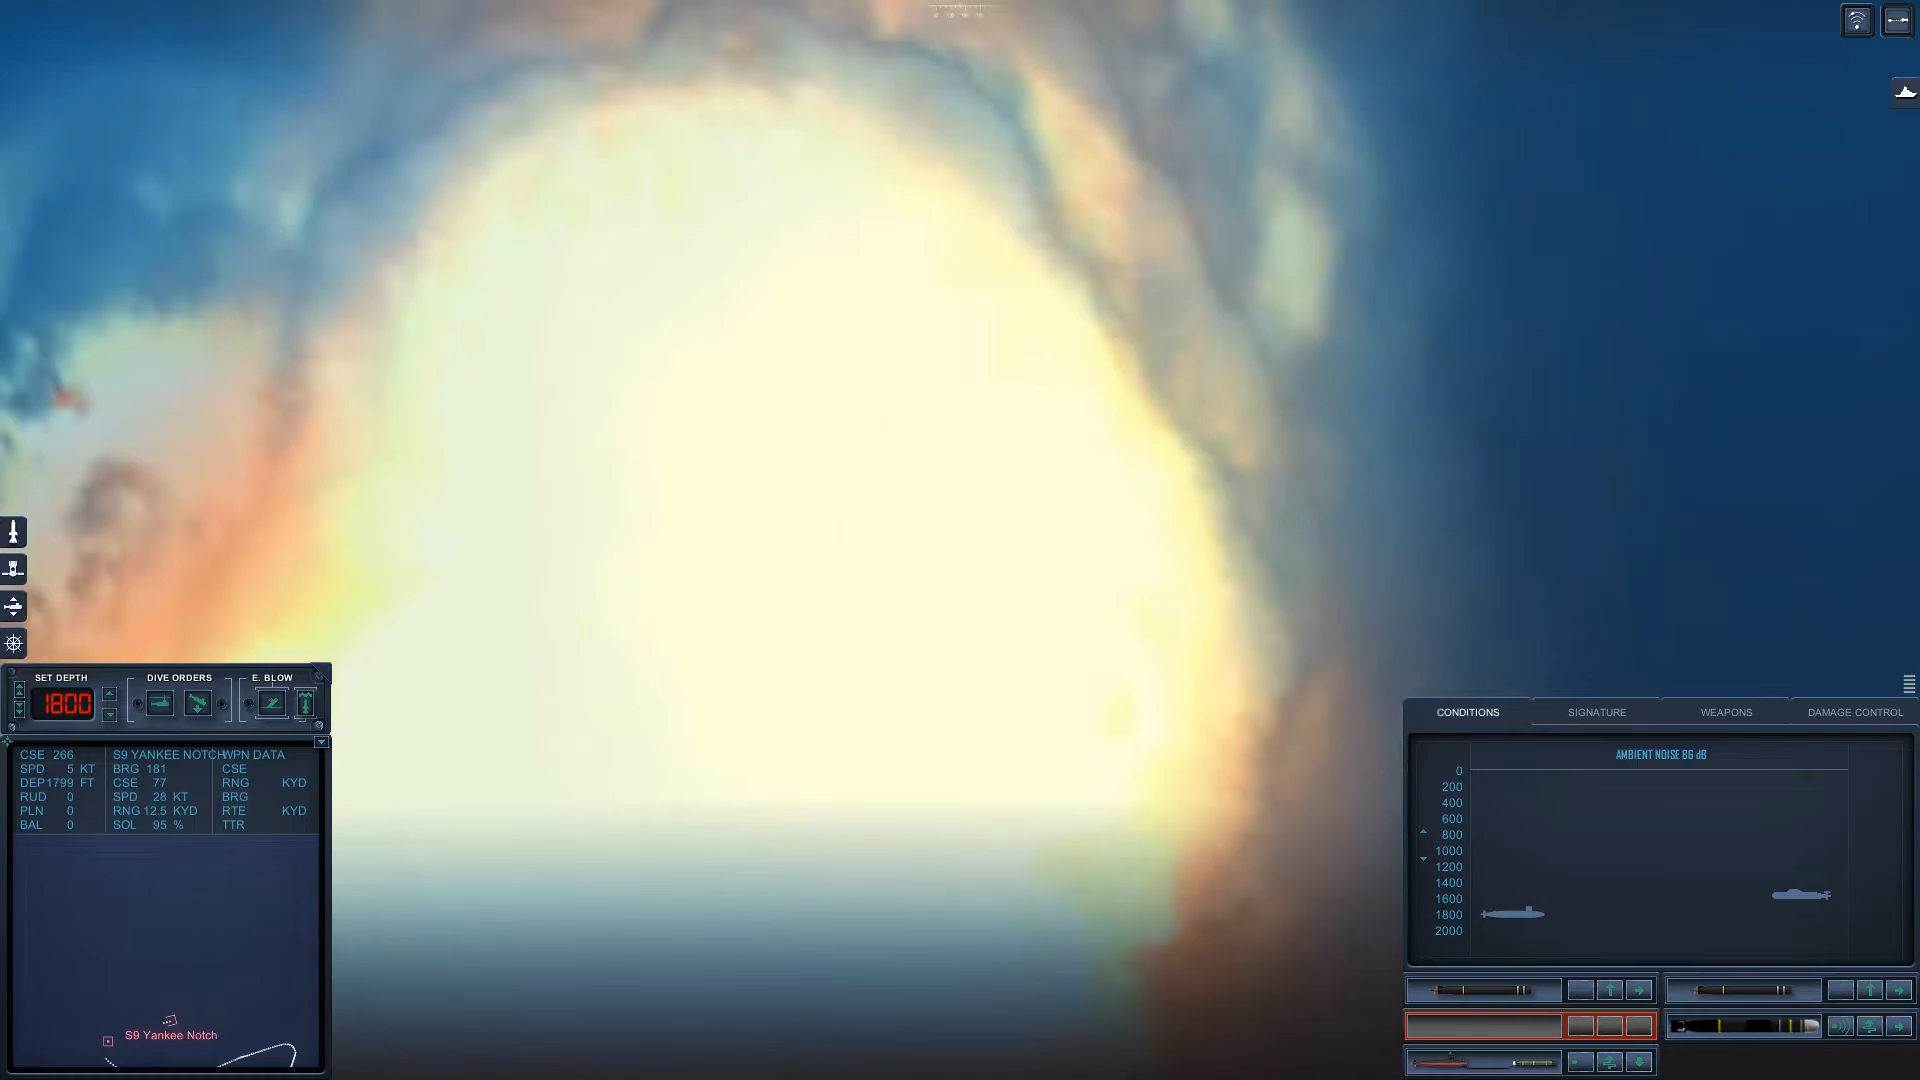 SET DEPTH
DIVE ORDERS
E. BLOW
1800
CSE 266
SPD 5 KT
DEP 1799 FT
RUD 0
PLN 0
BAL 0
S9 YANKEE NOTCH
BRG 181
CSE 77
SPD 28 KT
RNG 12.5 KYD
SOL 95 %
WPN DATA
CSE
RNG KYD
BRG
RTE KYD
TTR
S9 Yankee Notch
CONDITIONS
SIGNATURE
WEAPONS
DAMAGE CONTROL
AMBIENT NOISE 86 dB
0
200
400
600
800
1000
1200
1400
1600
1800
2000